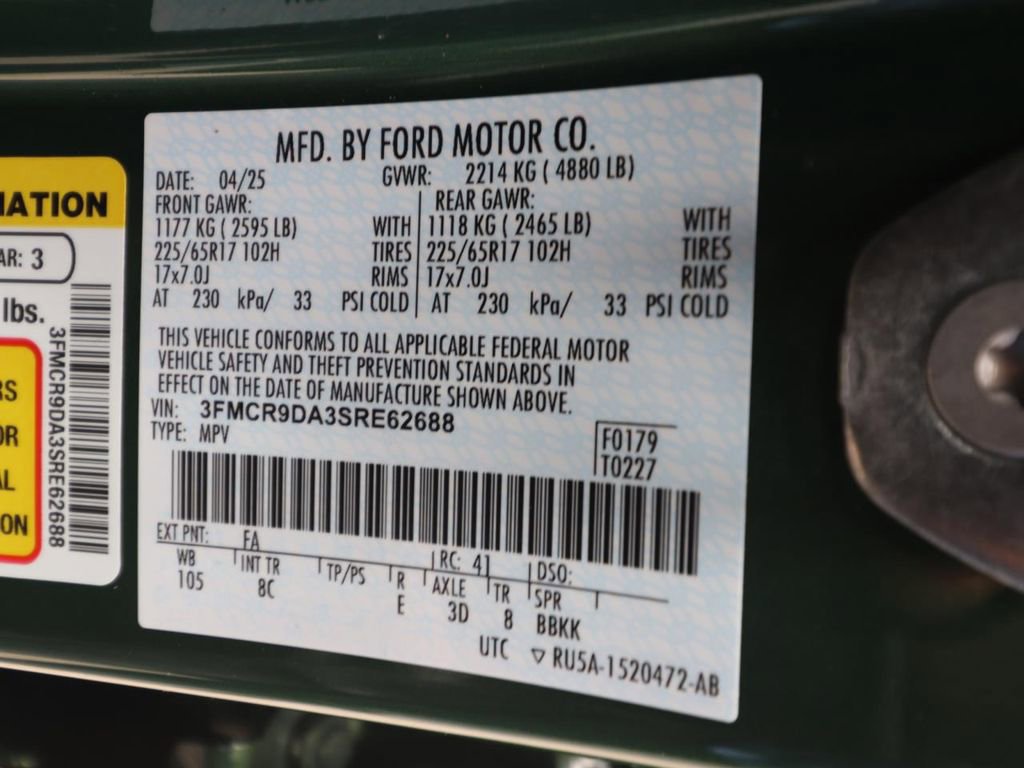 MFD. BY FORD MOTOR CO.
DATE: 04/25 GVWR: 2214 KG ( 4880 LB)
FRONT GAWR: REAR GAWR:
1177 KG ( 2595 LB) WITH 1118 KG ( 2465 LB) WITH
225/65R17 102H TIRES 225/65R17 102H TIRES
17x7.0J RIMS 17x7.0J RIMS
AT 230 kPa/ 33 PSI COLD AT 230 kPa/ 33 PSI COLD
THIS VEHICLE CONFORMS TO ALL APPLICABLE FEDERAL MOTOR
VEHICLE SAFETY AND THEFT PREVENTION STANDARDS IN
EFFECT ON THE DATE OF MANUFACTURE SHOWN ABOVE.
VIN: 3FMCR9DA3SRE62688
TYPE: MPV
F0179
T0227
EXT PNT: FA RC: 41 DSO:
WB INT TR TP/PS R AXLE TR SPR
105 8C E 3D 8 BBKK
UTC ▽ RU5A-1520472-AB
AR: 3
lbs.
3FMCR9DA3SRE62688
ON